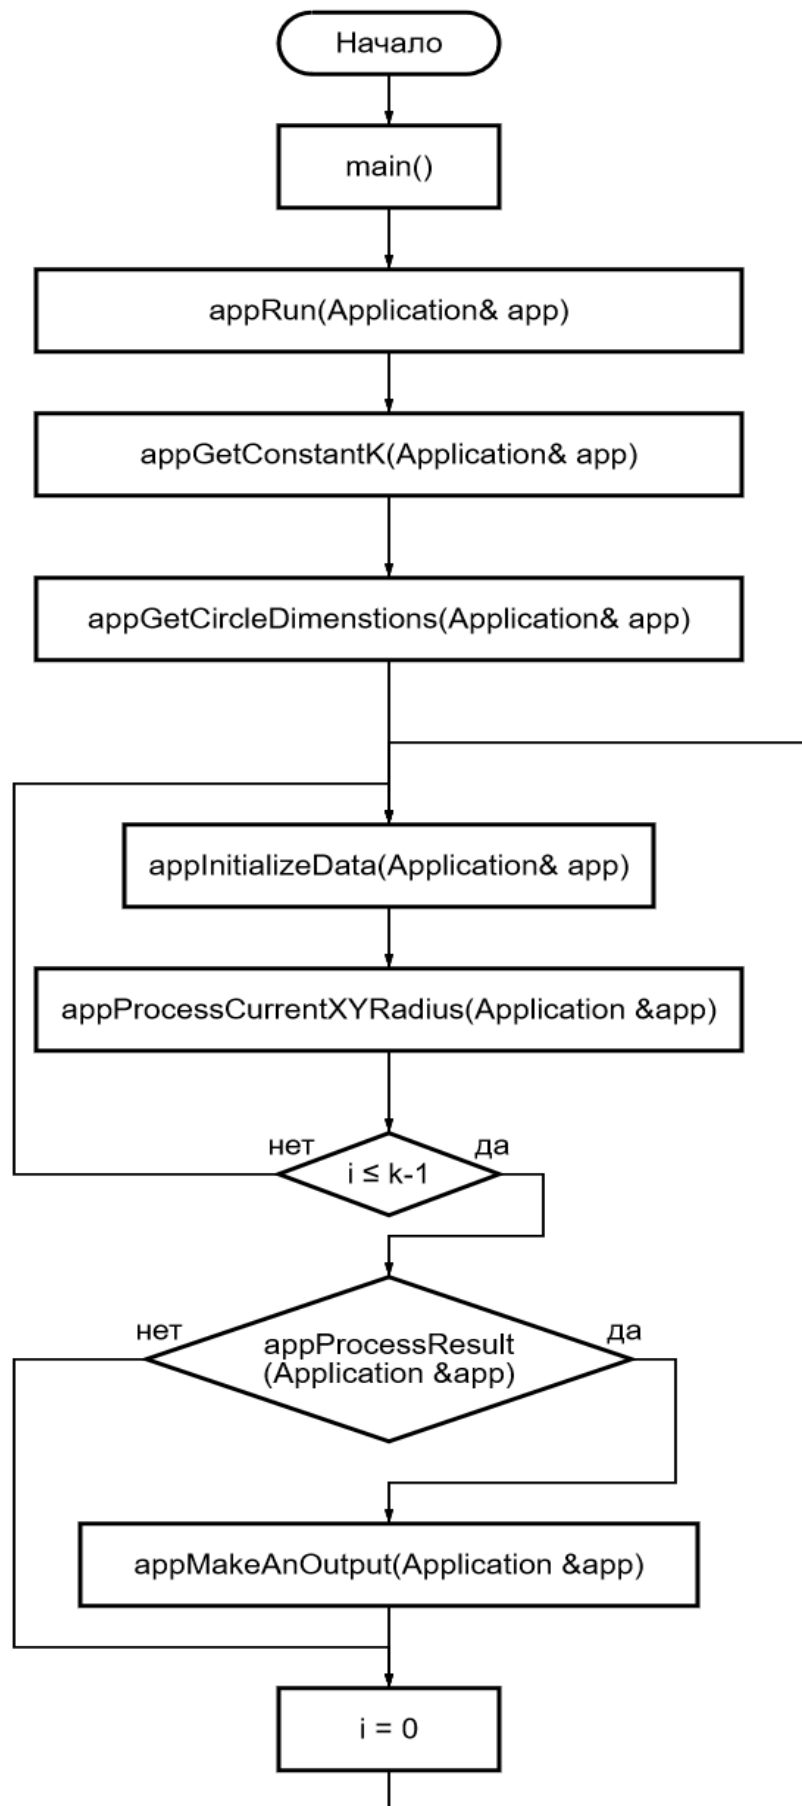 Начало
main()
appRun(Application& app)
appGetConstantK(Application& app)
appGetCircleDimenstions(Application& app)
appInitializeData(Application& app)
appProcessCurrentXYRadius(Application &app)
нет
да
i ≤ k-1
нет
да
appProcessResult
(Application &app)
appMakeAnOutput(Application &app)
i = 0